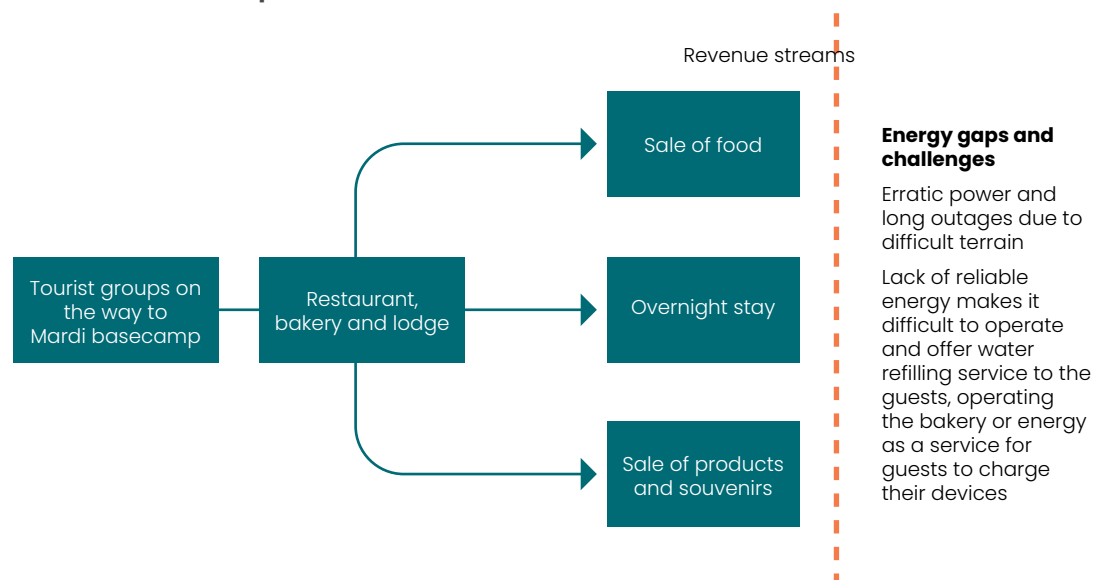 Revenue streams
Sale of food
Tourist groups on
the way to
Mardi basecamp
Restaurant,
bakery and lodge
Overnight stay
Sale of products
and souvenirs
Energy gaps and
challenges
Erratic power and
long outages due to
difficult terrain
Lack of reliable
energy makes it
difficult to operate
and offer water
refilling service to the
guests, operating
the bakery or energy
as a service for
guests to charge
their devices